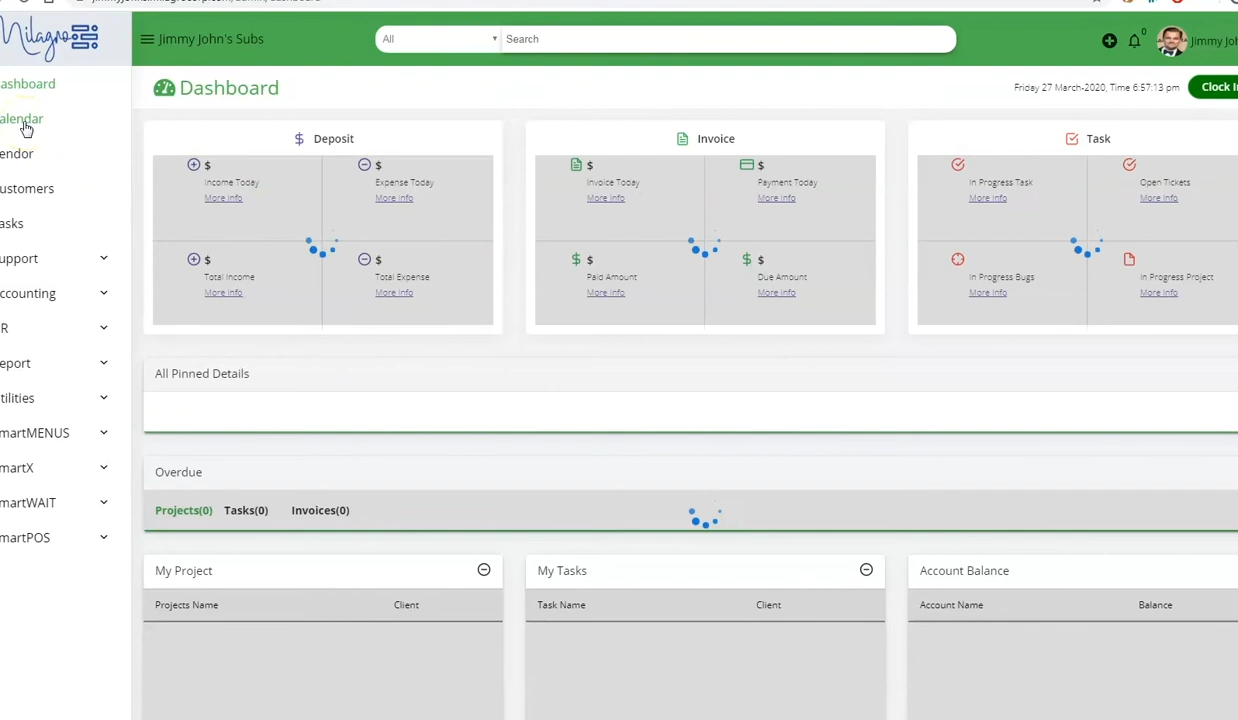 Milagro
Jimmy John's Subs
All
Search
0
Jimmy Joh
ashboard
alendar
endor
ustomers
asks
upport
ccounting
R
eport
tilities
martMENUS
martX
martWAIT
martPOS
Dashboard
Friday 27 March-2020, Time 6:57:13 pm
Clock I
$ Deposit
$
Income Today
More info
$
Expense Today
More info
$
Total Income
More info
$
Total Expense
More info
Invoice
$
Invoice Today
More info
$
Payment Today
More info
$ $
Paid Amount
More info
$ $
Due Amount
More info
Task
In Progress Task
More info
Open Tickets
More info
In Progress Bugs
More info
In Progress Project
More info
All Pinned Details
Overdue
Projects(0) Tasks(0) Invoices(0)
My Project
Projects Name Client
My Tasks
Task Name Client
Account Balance
Account Name Balance